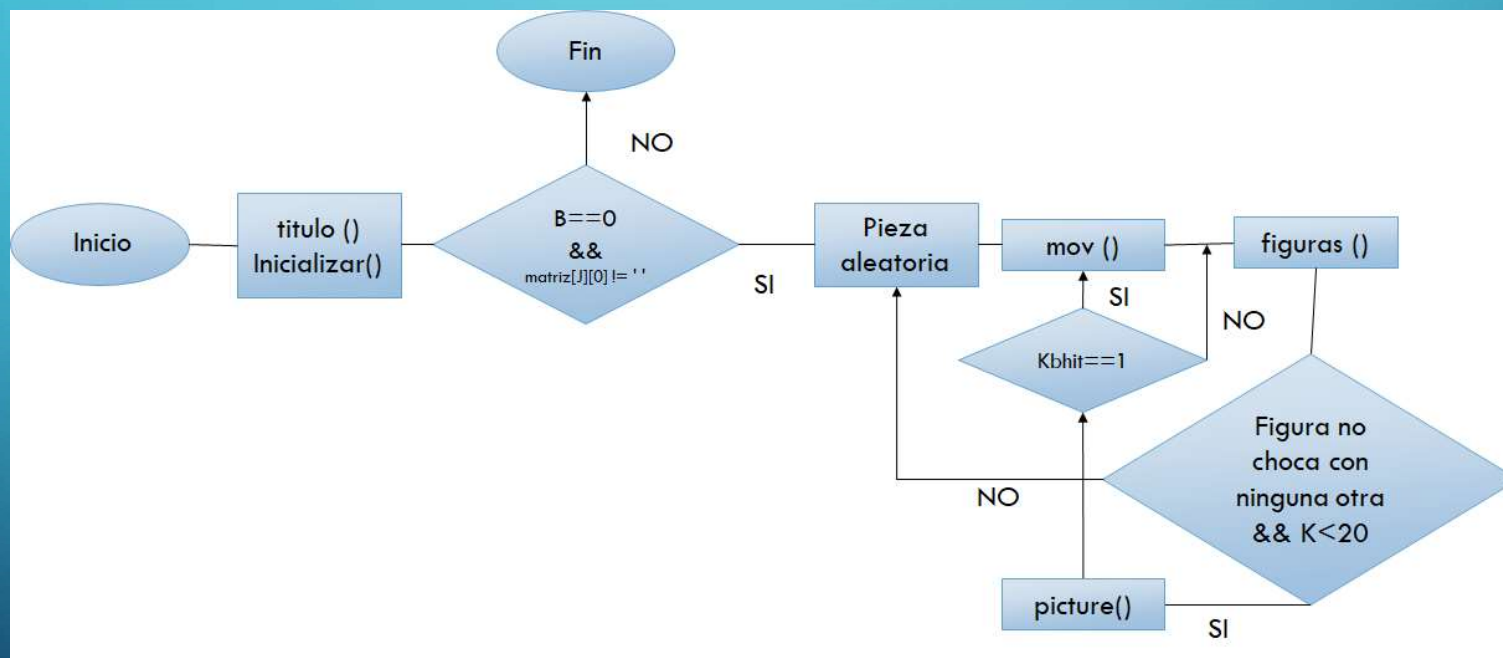 Fin
NO
Inicio
titulo ()
Inicializar()
B==0
&&
matriz[J][0] != ' '
SI
Pieza
aleatoria
mov ()
figuras ()
SI
NO
Kbhit==1
Figura no
choca con
ninguna otra
&& K<20
NO
picture()
SI